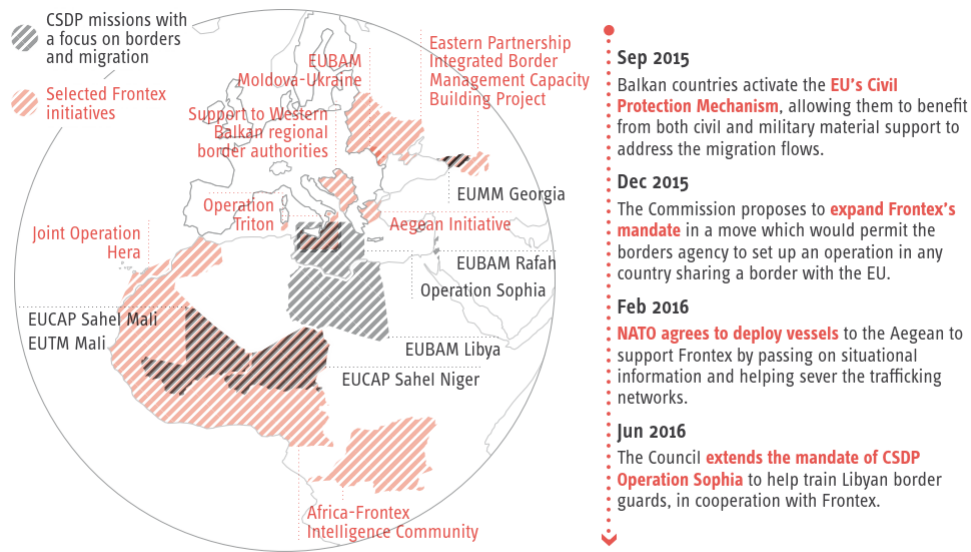 CSDP missions with
a focus on borders
and migration
Selected Frontex
initiatives
EUBAM
Moldova-Ukraine
Eastern Partnership
Integrated Border
Management Capacity
Building Project
Support to Western
Balkan regional
border authorities
EUMM Georgia
Operation
Triton
Aegean Initiative
Joint Operation
Hera
EUBAM Rafah
Operation Sophia
EUCAP Sahel Mali
EUTM Mali
EUBAM Libya
EUCAP Sahel Niger
Africa-Frontex
Intelligence Community
Sep 2015
Balkan countries activate the EU's Civil
Protection Mechanism, allowing them to benefit
from both civil and military material support to
address the migration flows.
Dec 2015
The Commission proposes to expand Frontex's
mandate in a move which would permit the
borders agency to set up an operation in any
country sharing a border with the EU.
Feb 2016
NATO agrees to deploy vessels to the Aegean to
support Frontex by passing on situational
information and helping sever the trafficking
networks.
Jun 2016
The Council extends the mandate of CSDP
Operation Sophia to help train Libyan border
guards, in cooperation with Frontex.